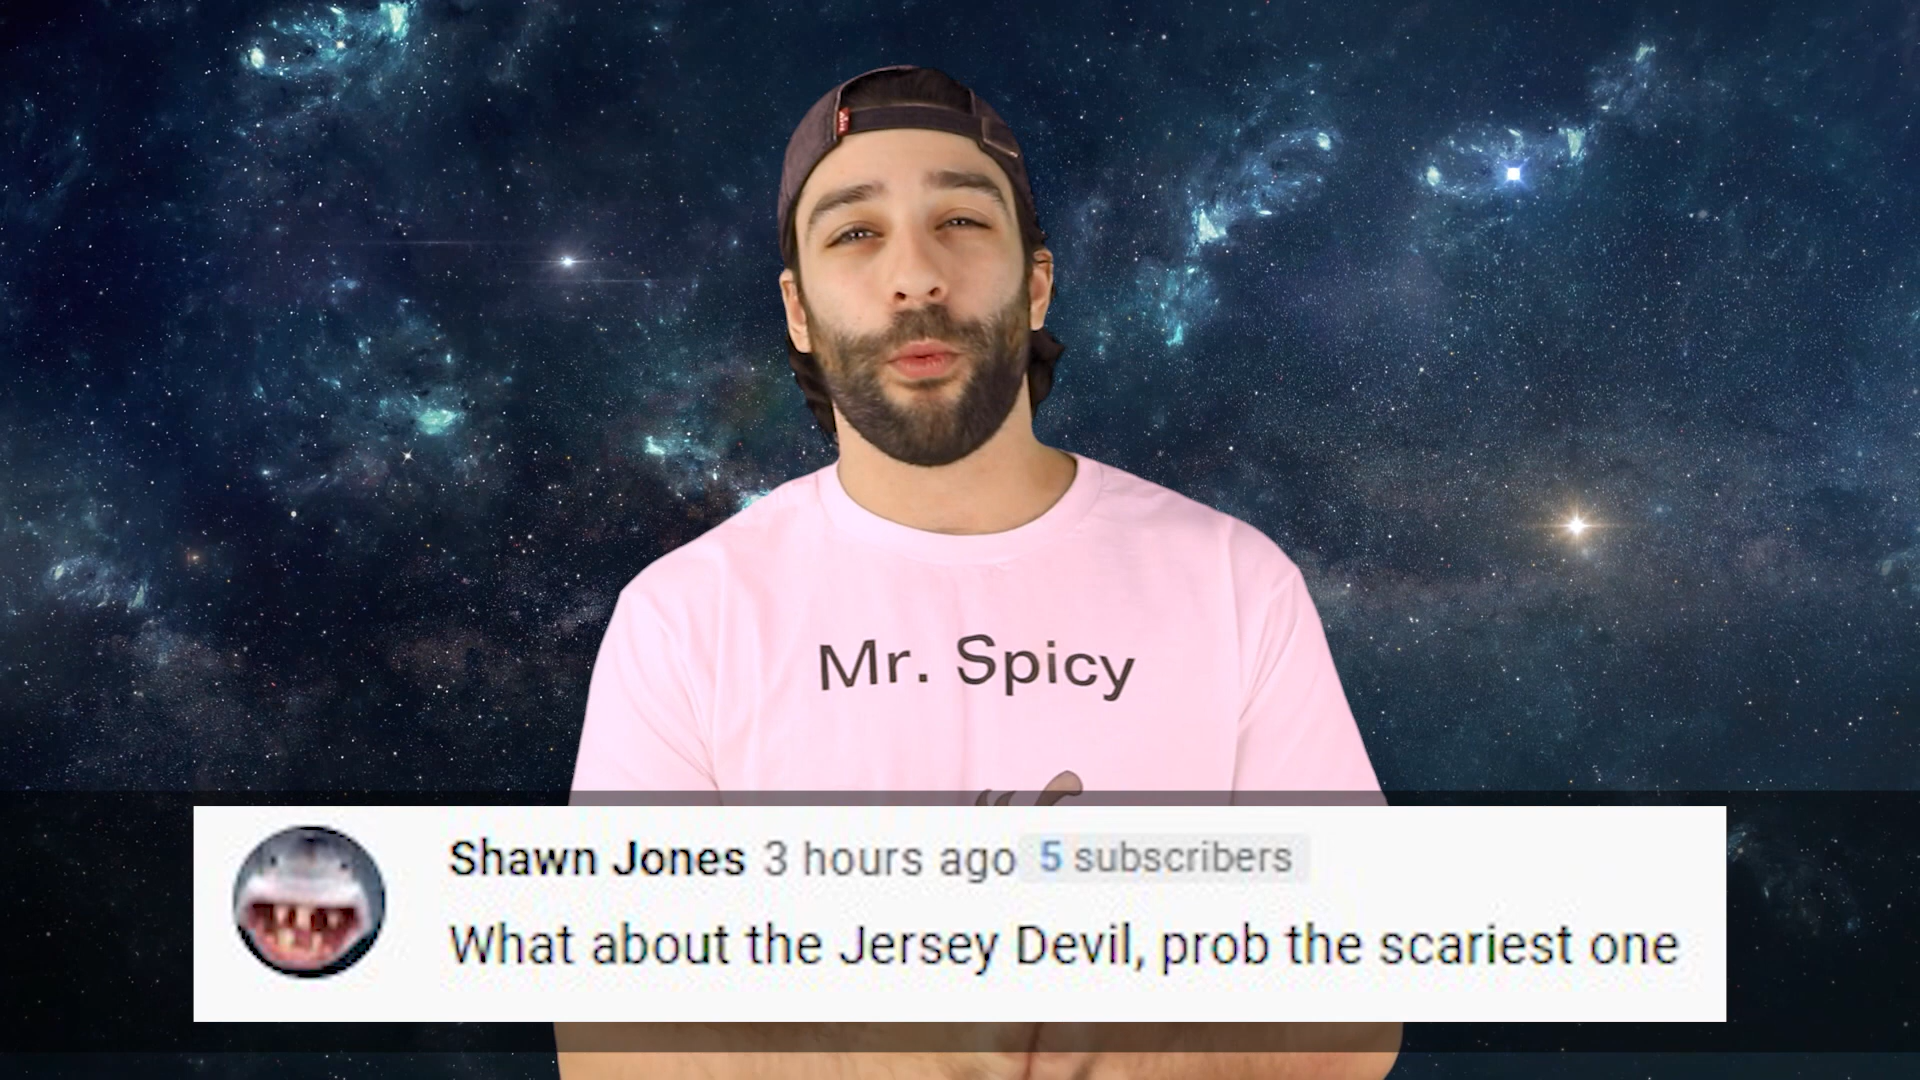 Mr. Spicy
Shawn Jones 3 hours ago 5 subscribers
What about the Jersey Devil, prob the scariest one